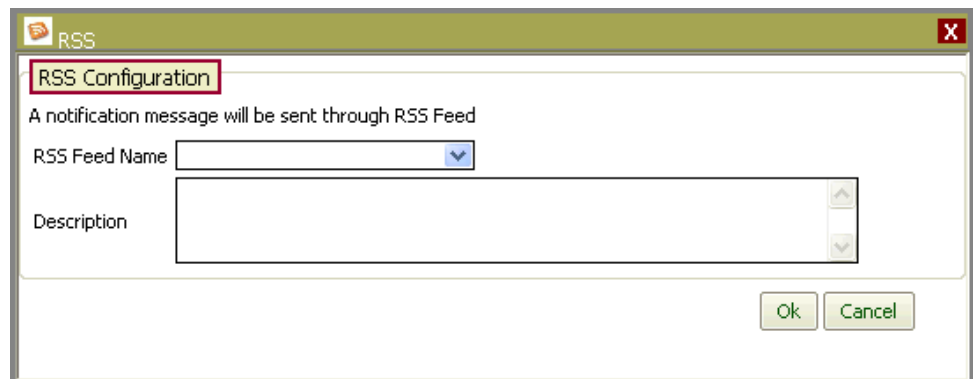 RSS
X
RSS Configuration
A notification message will be sent through RSS Feed
RSS Feed Name
Description
Ok Cancel